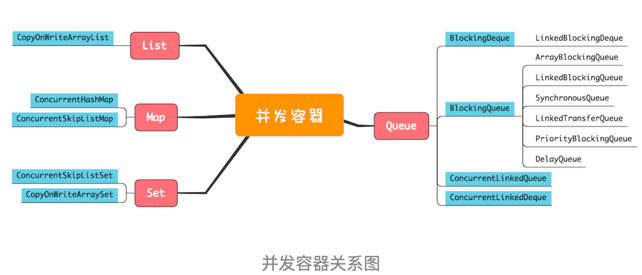 CopyOnWriteArrayList
List
ConcurrentHashMap
ConcurrentSkipListMap
Map
ConcurrentSkipListSet
CopyOnWriteArraySet
Set
并发容器
Queue
BlockingDeque
LinkedBlockingDeque
BlockingQueue
ArrayBlockingQueue
LinkedBlockingQueue
SynchronousQueue
LinkedTransferQueue
PriorityBlockingQueue
DelayQueue
ConcurrentLinkedQueue
ConcurrentLinkedDeque
并发容器关系图